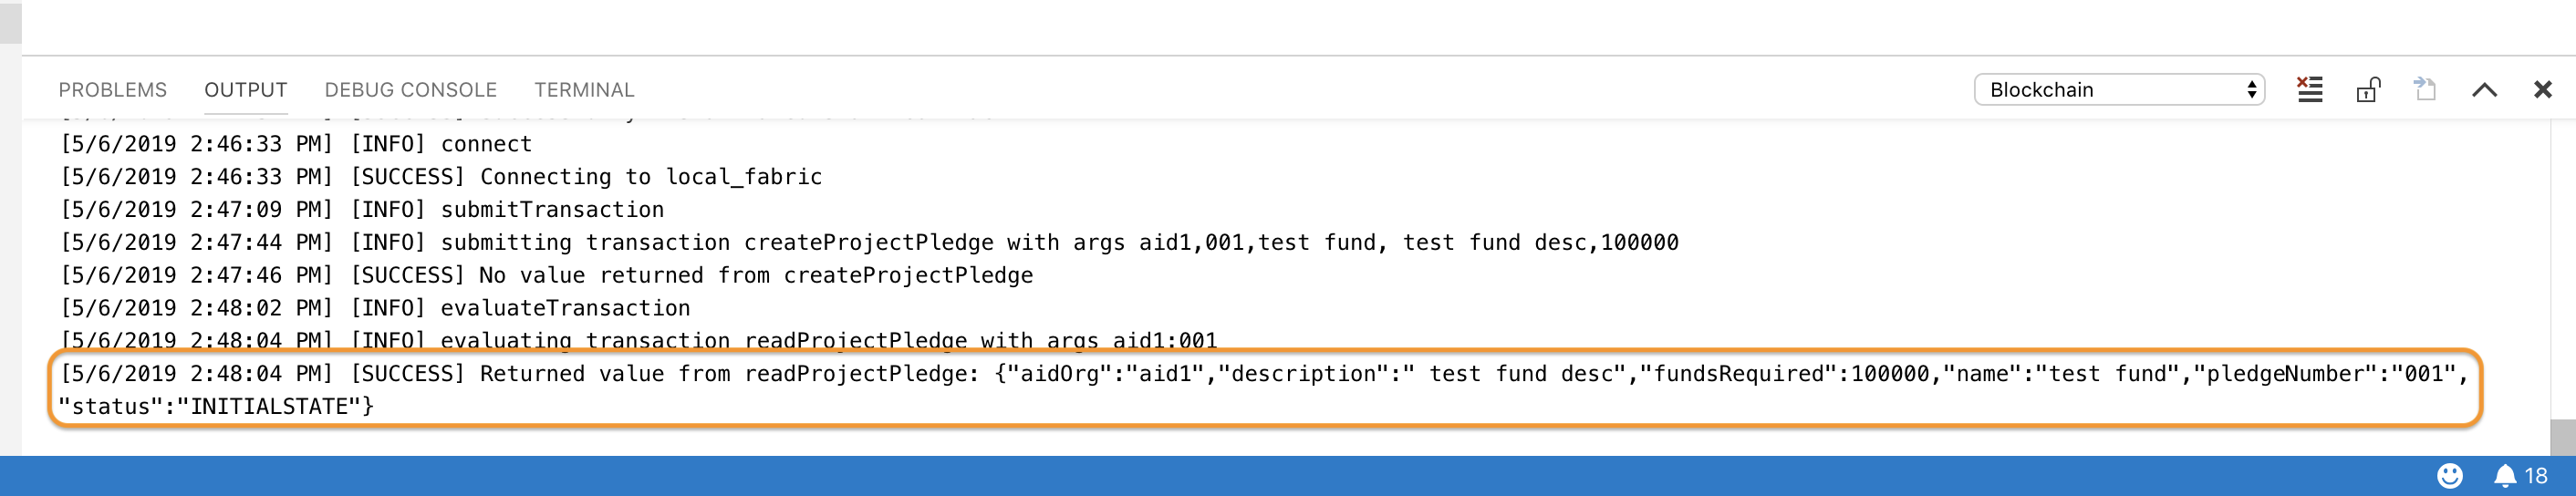 PROBLEMS OUTPUT DEBUG CONSOLE TERMINAL Blockchain
[5/6/2019 2:46:33 PM] [INFO] connect
[5/6/2019 2:46:33 PM] [SUCCESS] Connecting to local_fabric
[5/6/2019 2:47:09 PM] [INFO] submitTransaction
[5/6/2019 2:47:44 PM] [INFO] submitting transaction createProjectPledge with args aid1,001,test fund, test fund desc,100000
[5/6/2019 2:47:46 PM] [SUCCESS] No value returned from createProjectPledge
[5/6/2019 2:48:02 PM] [INFO] evaluateTransaction
[5/6/2019 2:48:04 PM] [INFO] evaluating transaction readProjectPledge with args aid1:001
[5/6/2019 2:48:04 PM] [SUCCESS] Returned value from readProjectPledge: {"aidOrg":"aid1","description":" test fund desc","fundsRequired":100000,"name":"test fund","pledgeNumber":"001",
"status":"INITIALSTATE"}
18